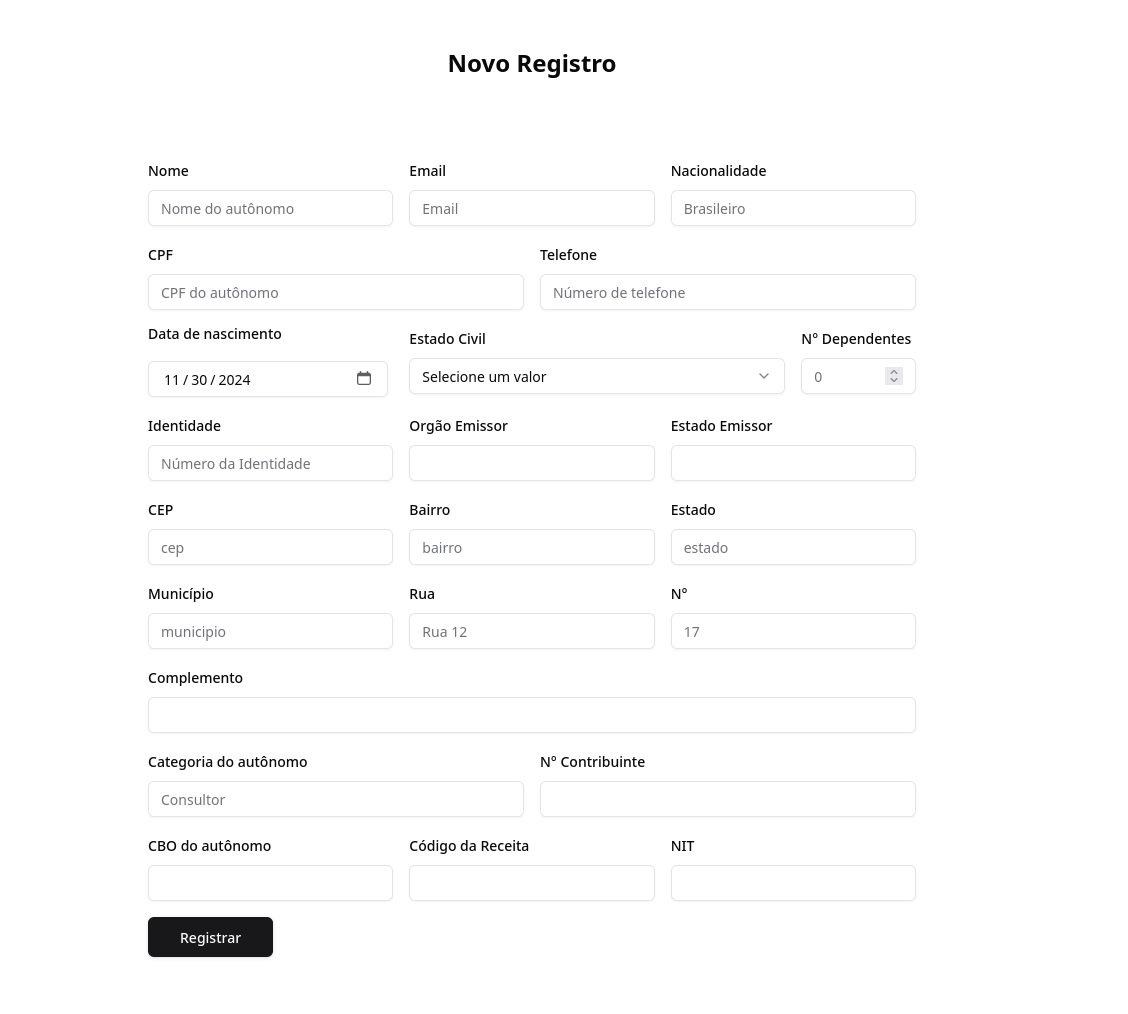 Novo Registro
Nome Email Nacionalidade
Nome do autônomo Email Brasileiro
CPF Telefone
CPF do autônomo Número de telefone
Data de nascimento Estado Civil Nº Dependentes
11 / 30 / 2024 Selecione um valor 0
Identidade Orgão Emissor Estado Emissor
Número da Identidade
CEP Bairro Estado
cep bairro estado
Município Rua Nº
municipio Rua 12 17
Complemento
Categoria do autônomo Nº Contribuinte
Consultor
CBO do autônomo Código da Receita NIT
Registrar